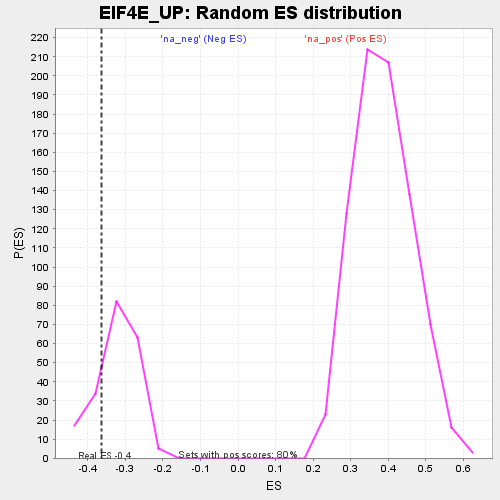 EIF4E_UP: Random ES distribution
'na_neg' (Neg ES)
'na_pos' (Pos ES)
220
210
200
190
180
170
160
150
140
130
120
110
100
90
80
70
60
50
40
30
20
10
0
P(ES)
Real ES -0.4
Sets with pos scores: 80%
-0.4 -0.3 -0.2 -0.1 0.0 0.1 0.2 0.3 0.4 0.5 0.6
ES